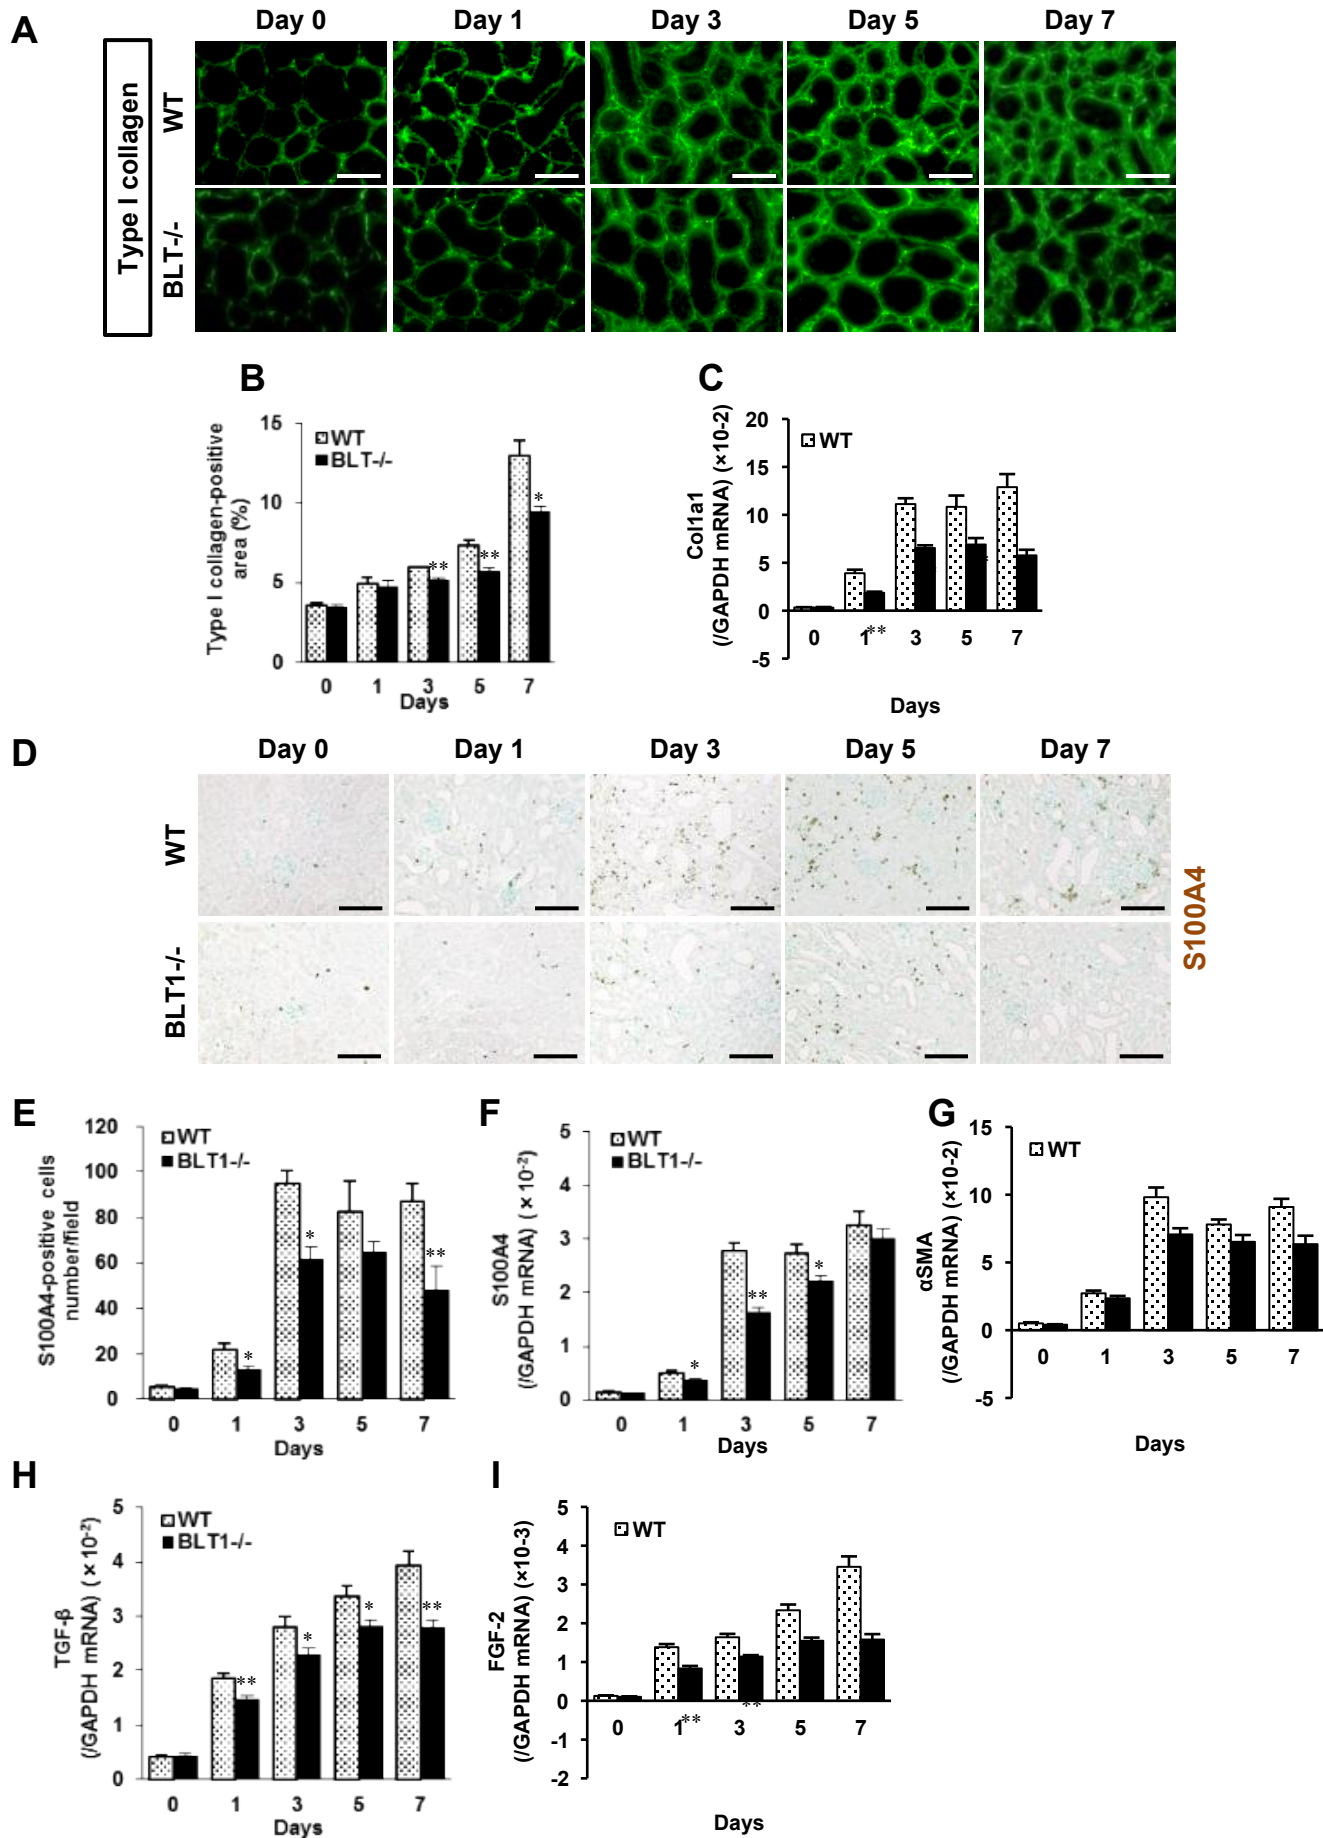 A
Day 0 Day 1 Day 3 Day 5 Day 7
Type I collagen
WT
BLT-/-
B
Type I collagen-positive
area (%)
15
10
5
0
WT
BLT-/-
**
**
*
0 1 3 5 7
Days
C
Col1a1
(/GAPDH mRNA) (×10-2)
20
15
10
5
0
-5
WT
*
0 1 3 5 7
**
Days
D
Day 0 Day 1 Day 3 Day 5 Day 7
WT
BLT1-/-
S100A4
E
S100A4-positive cells
number/field
120
100
80
60
40
20
0
WT
BLT1-/-
*
*
**
0 1 3 5 7
Days
F
S100A4
(/GAPDH mRNA) (×10-2)
5
4
3
2
1
0
WT
BLT1-/-
*
**
*
0 1 3 5 7
Days
G
αSMA
(/GAPDH mRNA) (×10-2)
15
10
5
0
-5
WT
0 1 3 5 7
Days
H
TGF-β
(/GAPDH mRNA) (×10-2)
5
4
3
2
1
0
WT
BLT1-/-
**
*
*
**
0 1 3 5 7
Days
I
FGF-2
(/GAPDH mRNA) (×10-3)
5
4
3
2
1
0
-1
-2
WT
0 1 3 5 7
**
**
Days